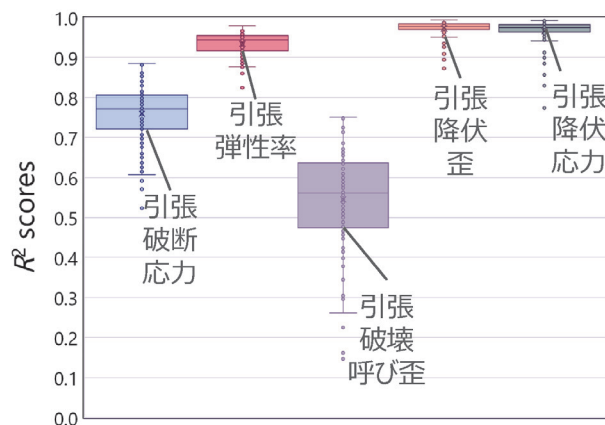 1.0
0.9
0.8
0.7
0.6
0.5
0.4
0.3
0.2
0.1
0.0
R² scores
引張
破断
応力
引張
弾性率
引張
破壊
呼び歪
引張
降伏
歪
引張
降伏
応力